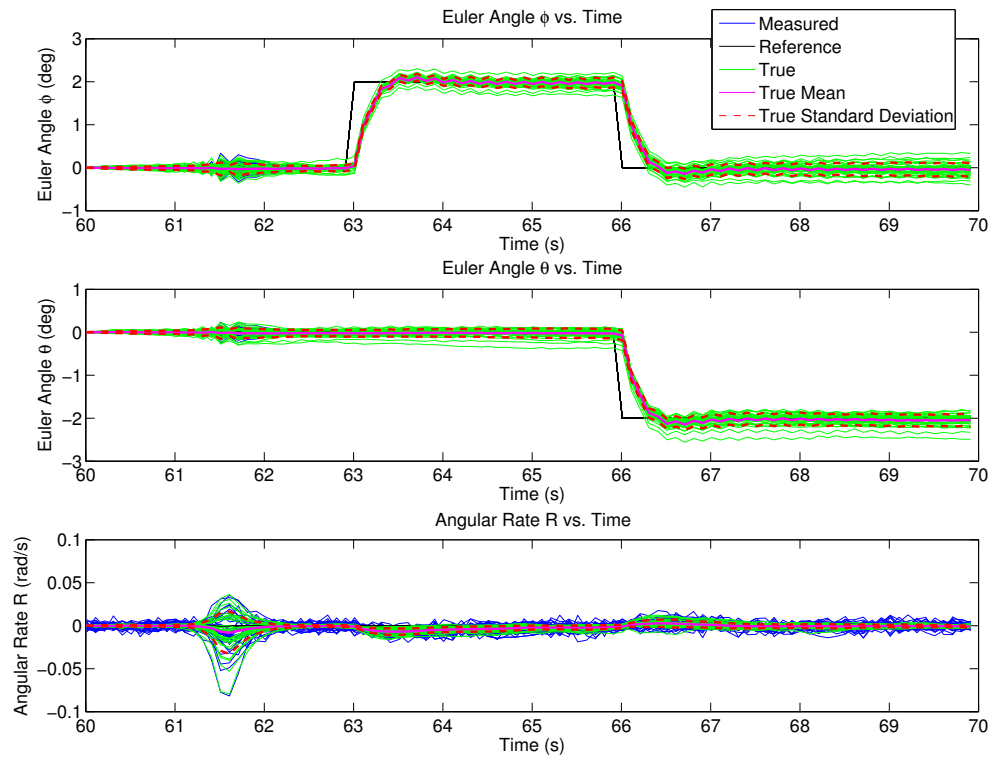 Euler Angle ϕ vs. Time
Measured
Reference
True
True Mean
True Standard Deviation
Euler Angle ϕ (deg)
3
2
1
0
−1
60 61 62 63 64 65 66 67 68 69 70
Time (s)
Euler Angle θ vs. Time
Euler Angle θ (deg)
1
0
−1
−2
−3
60 61 62 63 64 65 66 67 68 69 70
Time (s)
Angular Rate R vs. Time
Angular Rate R (rad/s)
0.1
0.05
0
−0.05
−0.1
60 61 62 63 64 65 66 67 68 69 70
Time (s)